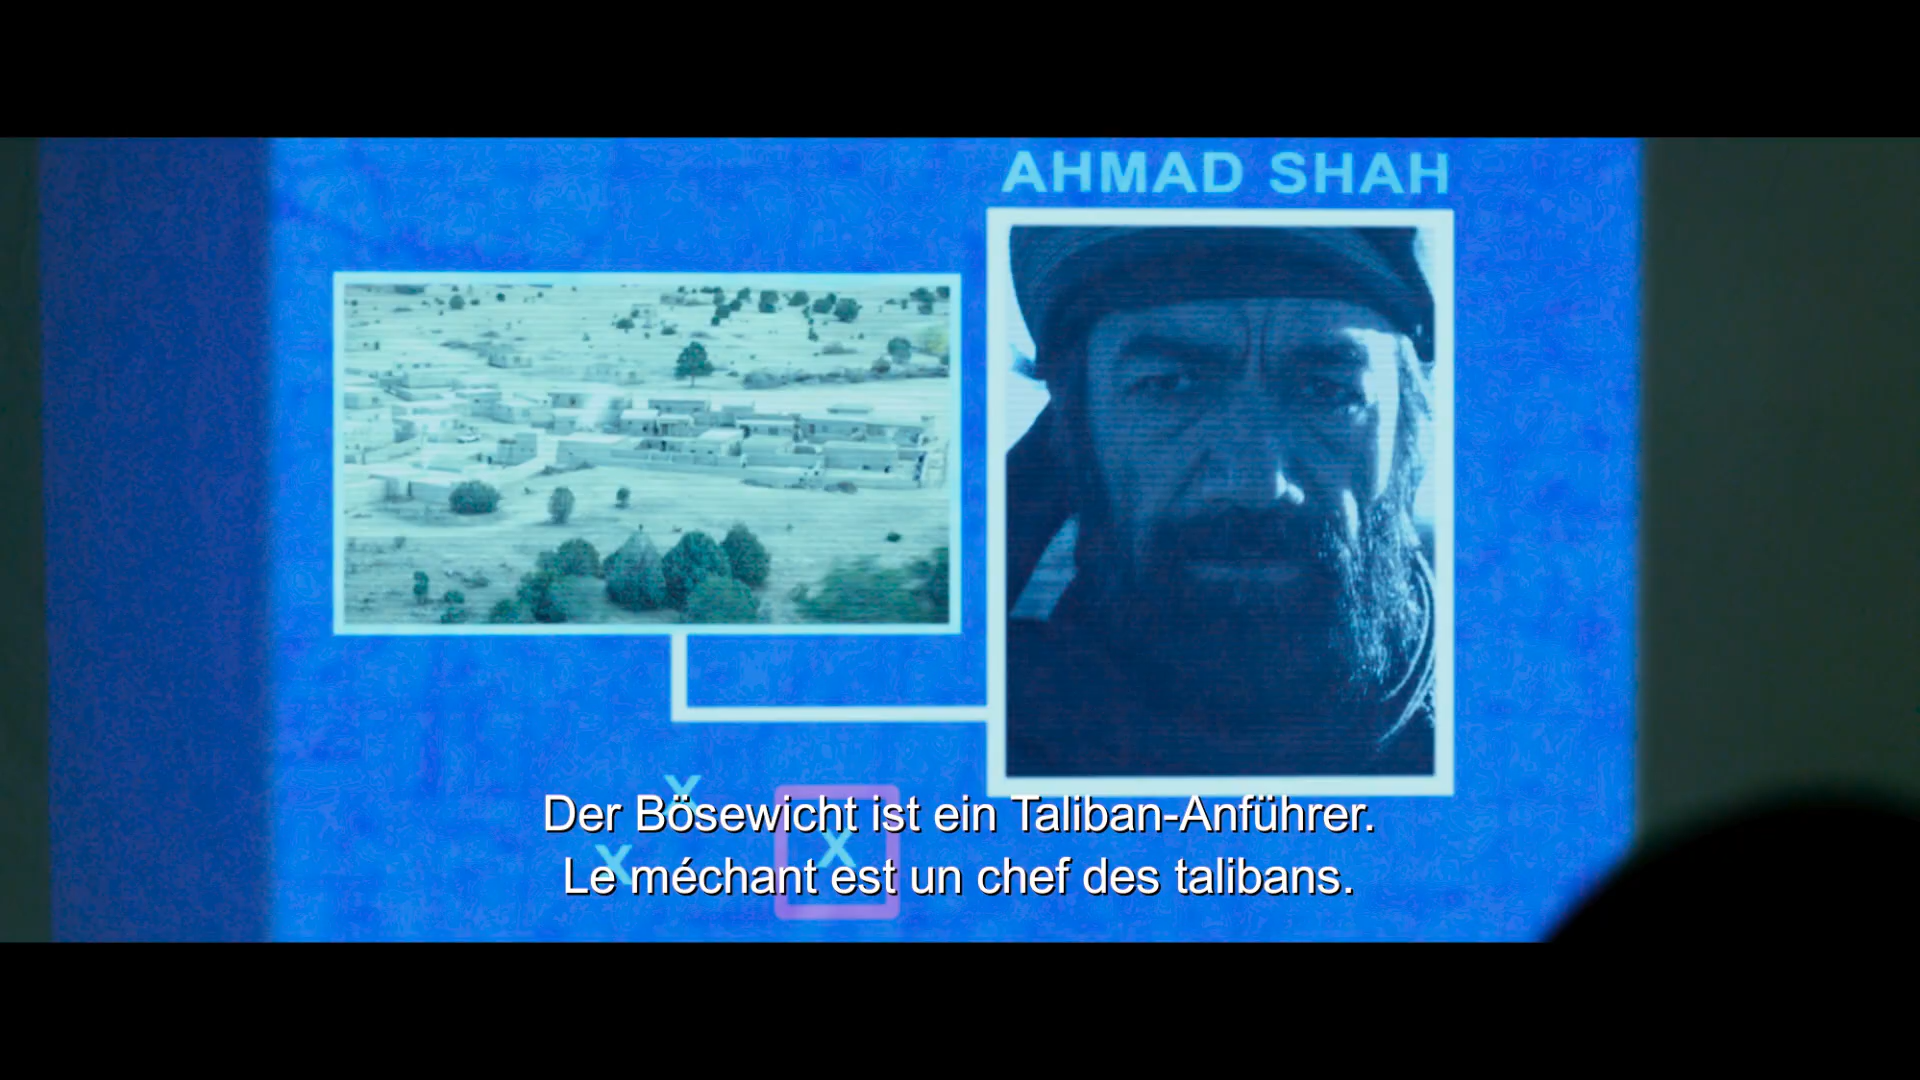 AHMAD SHAH
X
X
X
Der Bösewicht ist ein Taliban-Anführer.
Le méchant est un chef des talibans.